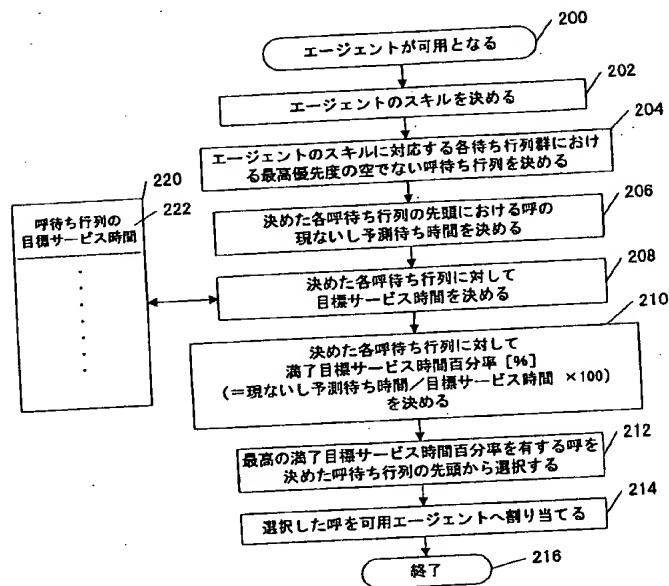 エージェントが可用となる
200
エージェントのスキルを決める
202
エージェントのスキルに対応する各待ち行列群におけ
る最高優先度の空でない呼待ち行列を決める
204
220
呼待ち行列の
目標サービス時間
222
決めた各呼待ち行列の先頭における呼の
現ないし予測待ち時間を決める
206
決めた各呼待ち行列に対して
目標サービス時間を決める
208
決めた各呼待ち行列に対して
満了目標サービス時間百分率 [%]
(=現ないし予測待ち時間/目標サービス時間 ×100)
を決める
210
最高の満了目標サービス時間百分率を有する呼を
決めた呼待ち行列の先頭から選択する
212
選択した呼を可用エージェントへ割り当てる
214
終了
216